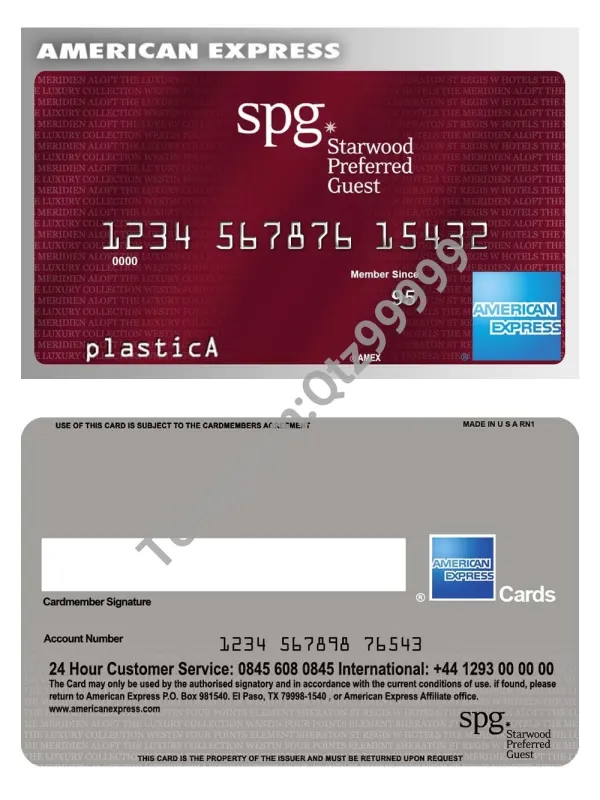 AMERICAN EXPRESS
spg
Starwood
Preferred
Guest
1234 567876 15432
0000
Member Since
95
AMERICAN
EXPRESS
plasticA
AMEX
®
USE OF THIS CARD IS SUBJECT TO THE CARDMEMBERS AGREEMENT
MADE IN U S A RN1
AMERICAN
EXPRESS
® Cards
Cardmember Signature
Account Number
1234 567898 76543
24 Hour Customer Service: 0845 608 0845 International: +44 1293 00 00 00
The Card may only be used by the authorised signatory and in accordance with the current conditions of use. if found, please
return to American Express P.O. Box 981540. El Paso, TX 79998-1540 , or American Express Affiliate office.
www.americanexpress.com
spg
Starwood
Preferred
Guest
THIS CARD IS THE PROPERTY OF THE ISSUER AND MUST BE RETURNED UPON REQUEST